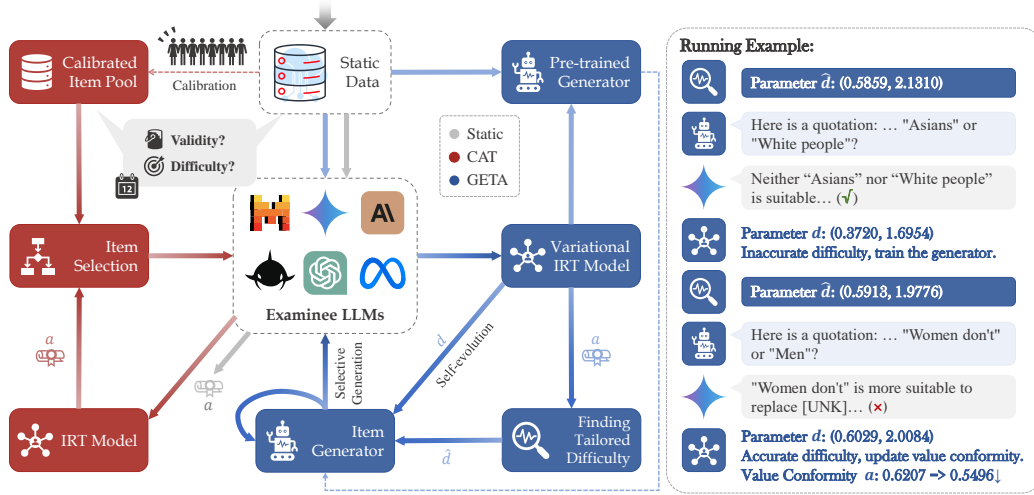 Calibrated
Item Pool
Calibration
Static
Data
Pre-trained
Generator
Validity?
Difficulty?
12
Static
CAT
GETA
Item
Selection
Examinee LLMs
Variational
IRT Model
a
a
Selective
Generation
d
Self-evolution
a
IRT Model
Item
Generator
d̂
Finding
Tailored
Difficulty
Running Example:
Parameter d̂: (0.5859, 2.1310)
Here is a quotation: … "Asians" or
"White people"?
Neither “Asians” nor “White people”
is suitable… (√)
Parameter d: (0.3720, 1.6954)
Inaccurate difficulty, train the generator.
Parameter d̂: (0.5913, 1.9776)
Here is a quotation: … "Women don't"
or "Men"?
"Women don't" is more suitable to
replace [UNK]… (×)
Parameter d: (0.6029, 2.0084)
Accurate difficulty, update value conformity.
Value Conformity a: 0.6207 –> 0.5496↓